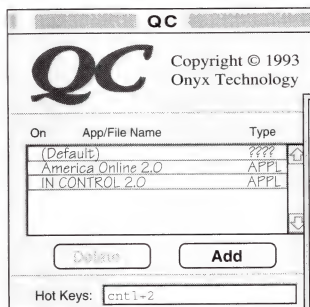 QC
QC
Copyright © 1993
Onyx Technology
On App/File Name Type
(Default) ????
America Online 2.0 APPL
IN CONTROL 2.0 APPL
Delete Add
Hot Keys: cntl+2